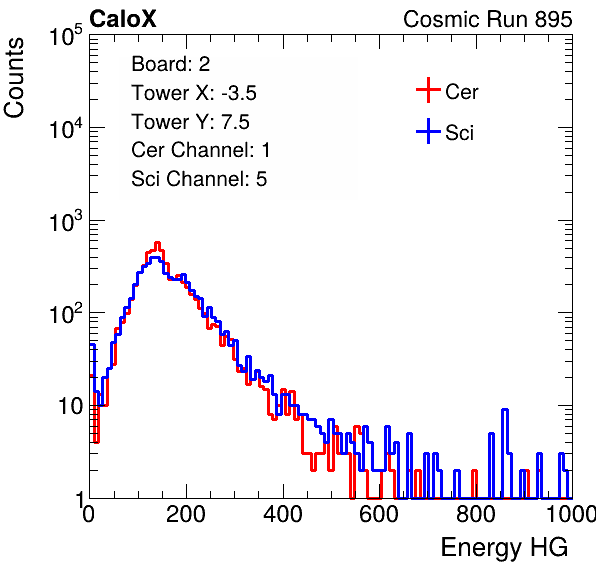 CaloX Cosmic Run 895
Counts
10^5
10^4
10^3
10^2
10
1
Board: 2
Tower X: -3.5
Tower Y: 7.5
Cer Channel: 1
Sci Channel: 5
Cer
Sci
0 200 400 600 800 1000
Energy HG